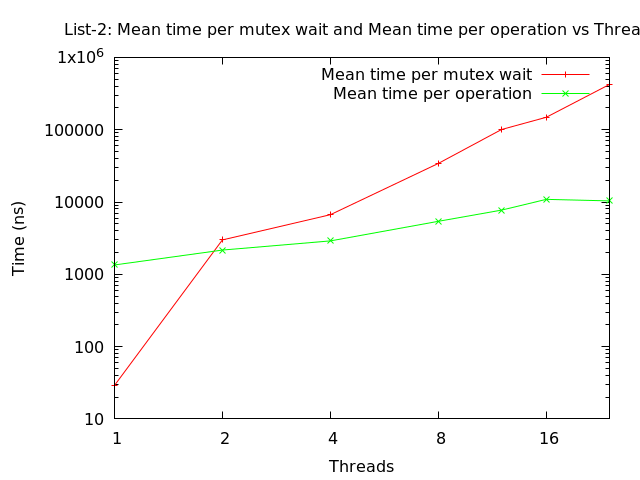 List-2: Mean time per mutex wait and Mean time per operation vs Threa
1x10^6
Mean time per mutex wait
Mean time per operation
100000
10000
Time (ns)
1000
100
10
1 2 4 8 16
Threads